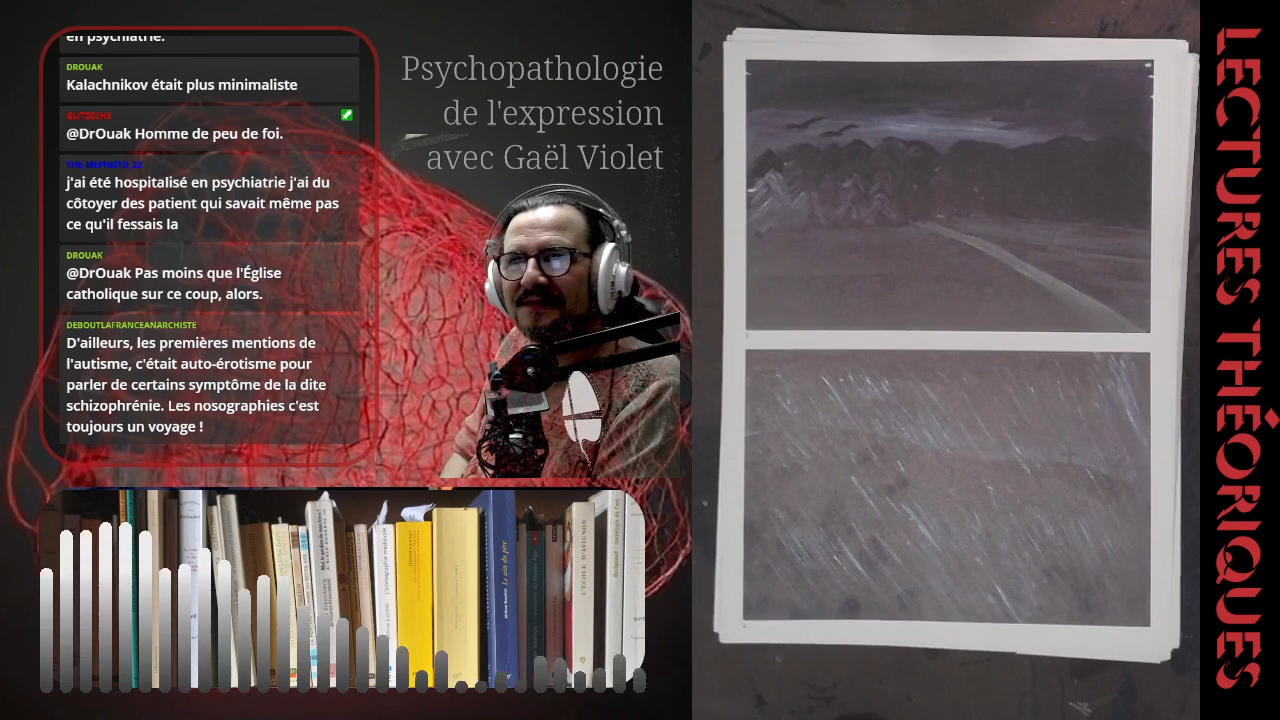 en psychiatrie.
DROUAK
Kalachnikov était plus minimaliste
GLITZSCHE
@DrOuak Homme de peu de foi.
THE_MEPHISTO_22
j'ai été hospitalisé en psychiatrie j'ai du
côtoyer des patient qui savait même pas
ce qu'il fessais la
DROUAK
@DrOuak Pas moins que l'Église
catholique sur ce coup, alors.
DEBOUTLAFRANCEANARCHISTE
D'ailleurs, les premières mentions de
l'autisme, c'était auto-érotisme pour
parler de certains symptôme de la dite
schizophrénie. Les nosographies c'est
toujours un voyage !
Psychopathologie
de l'expression
avec Gaël Violet
L'ÉCOLE D'AVIGNON
LECTURES THÉORIQUES